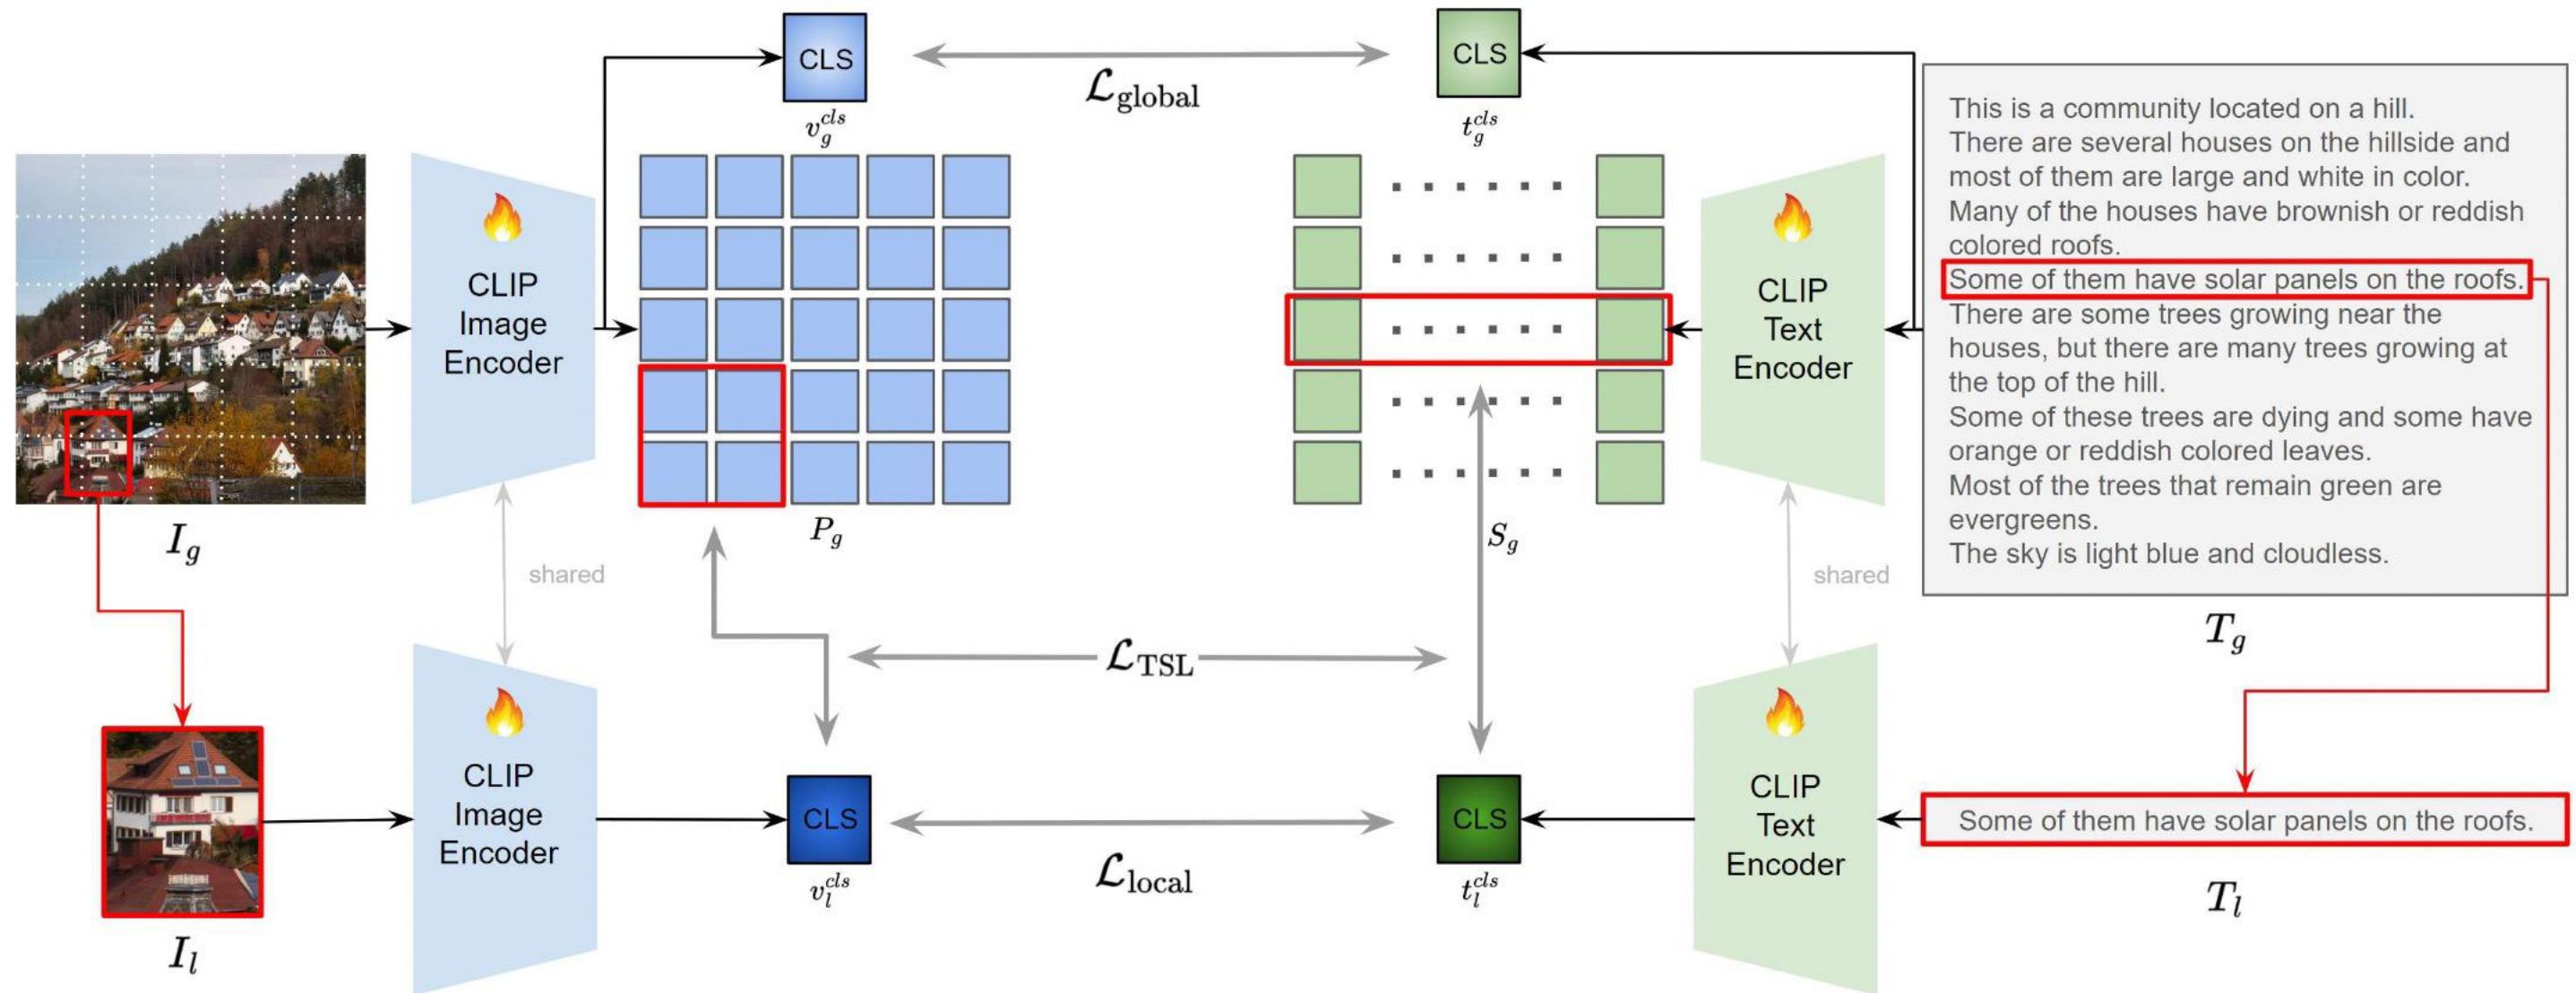 CLS
v_g^{cls}
ℒ_global
CLS
t_g^{cls}
CLIP
Image
Encoder
P_g
I_g
shared
CLIP
Text
Encoder
S_g
shared
This is a community located on a hill.
There are several houses on the hillside and
most of them are large and white in color.
Many of the houses have brownish or reddish
colored roofs.
Some of them have solar panels on the roofs.
There are some trees growing near the
houses, but there are many trees growing at
the top of the hill.
Some of these trees are dying and some have
orange or reddish colored leaves.
Most of the trees that remain green are
evergreens.
The sky is light blue and cloudless.
T_g
ℒ_TSL
CLIP
Image
Encoder
I_l
CLS
v_l^{cls}
ℒ_local
CLS
t_l^{cls}
CLIP
Text
Encoder
Some of them have solar panels on the roofs.
T_l